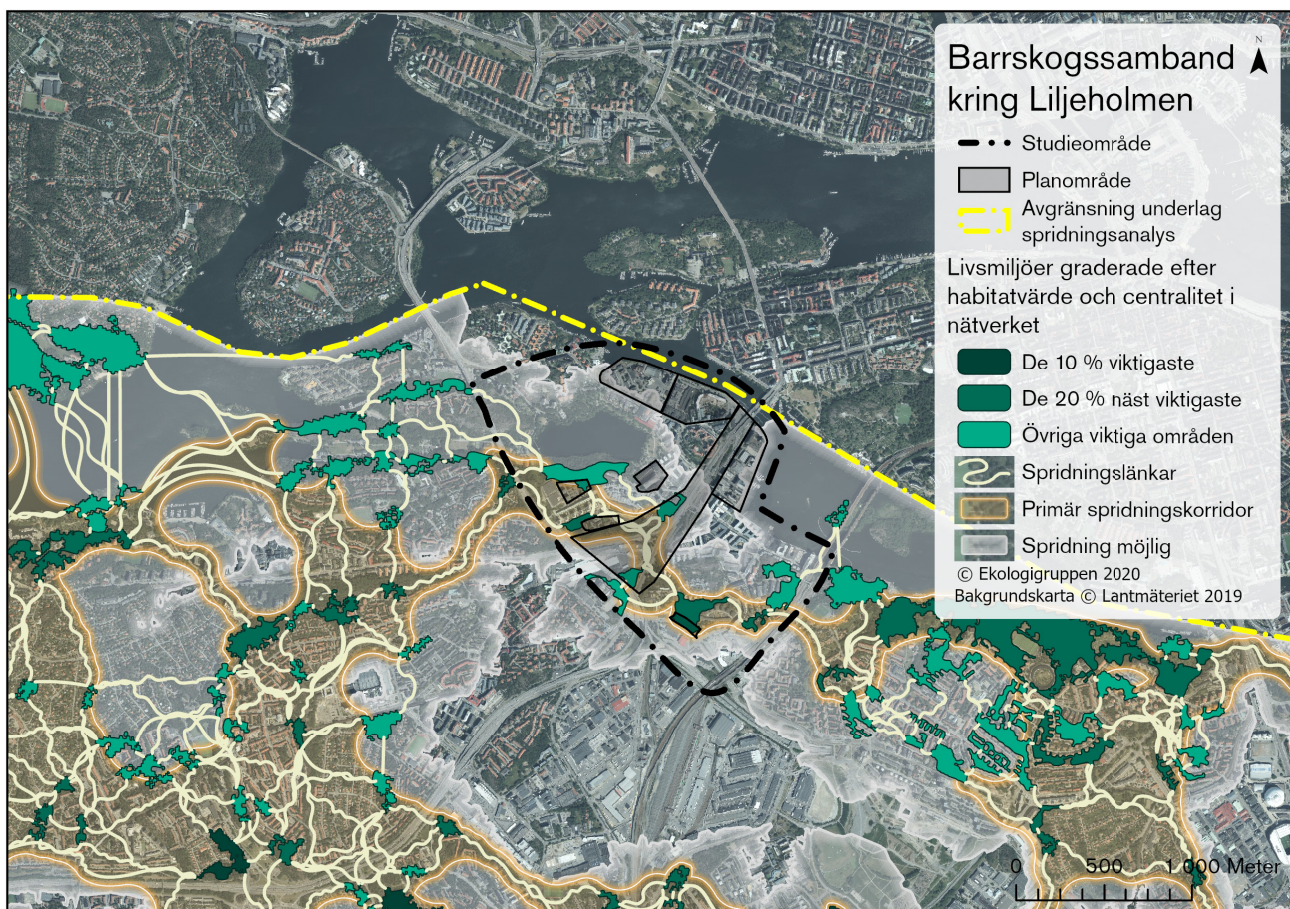 Barrskogssamband
kring Liljeholmen
N
Studieområde
Planområde
Avgränsning underlag
spridningsanalys
Livsmiljöer graderade efter
habitatvärde och centralitet i
nätverket
De 10 % viktigaste
De 20 % näst viktigaste
Övriga viktiga områden
Spridningslänkar
Primär spridningskorridor
Spridning möjlig
© Ekologigruppen 2020
Bakgrundskarta © Lantmäteriet 2019
0 500 1 000 Meter